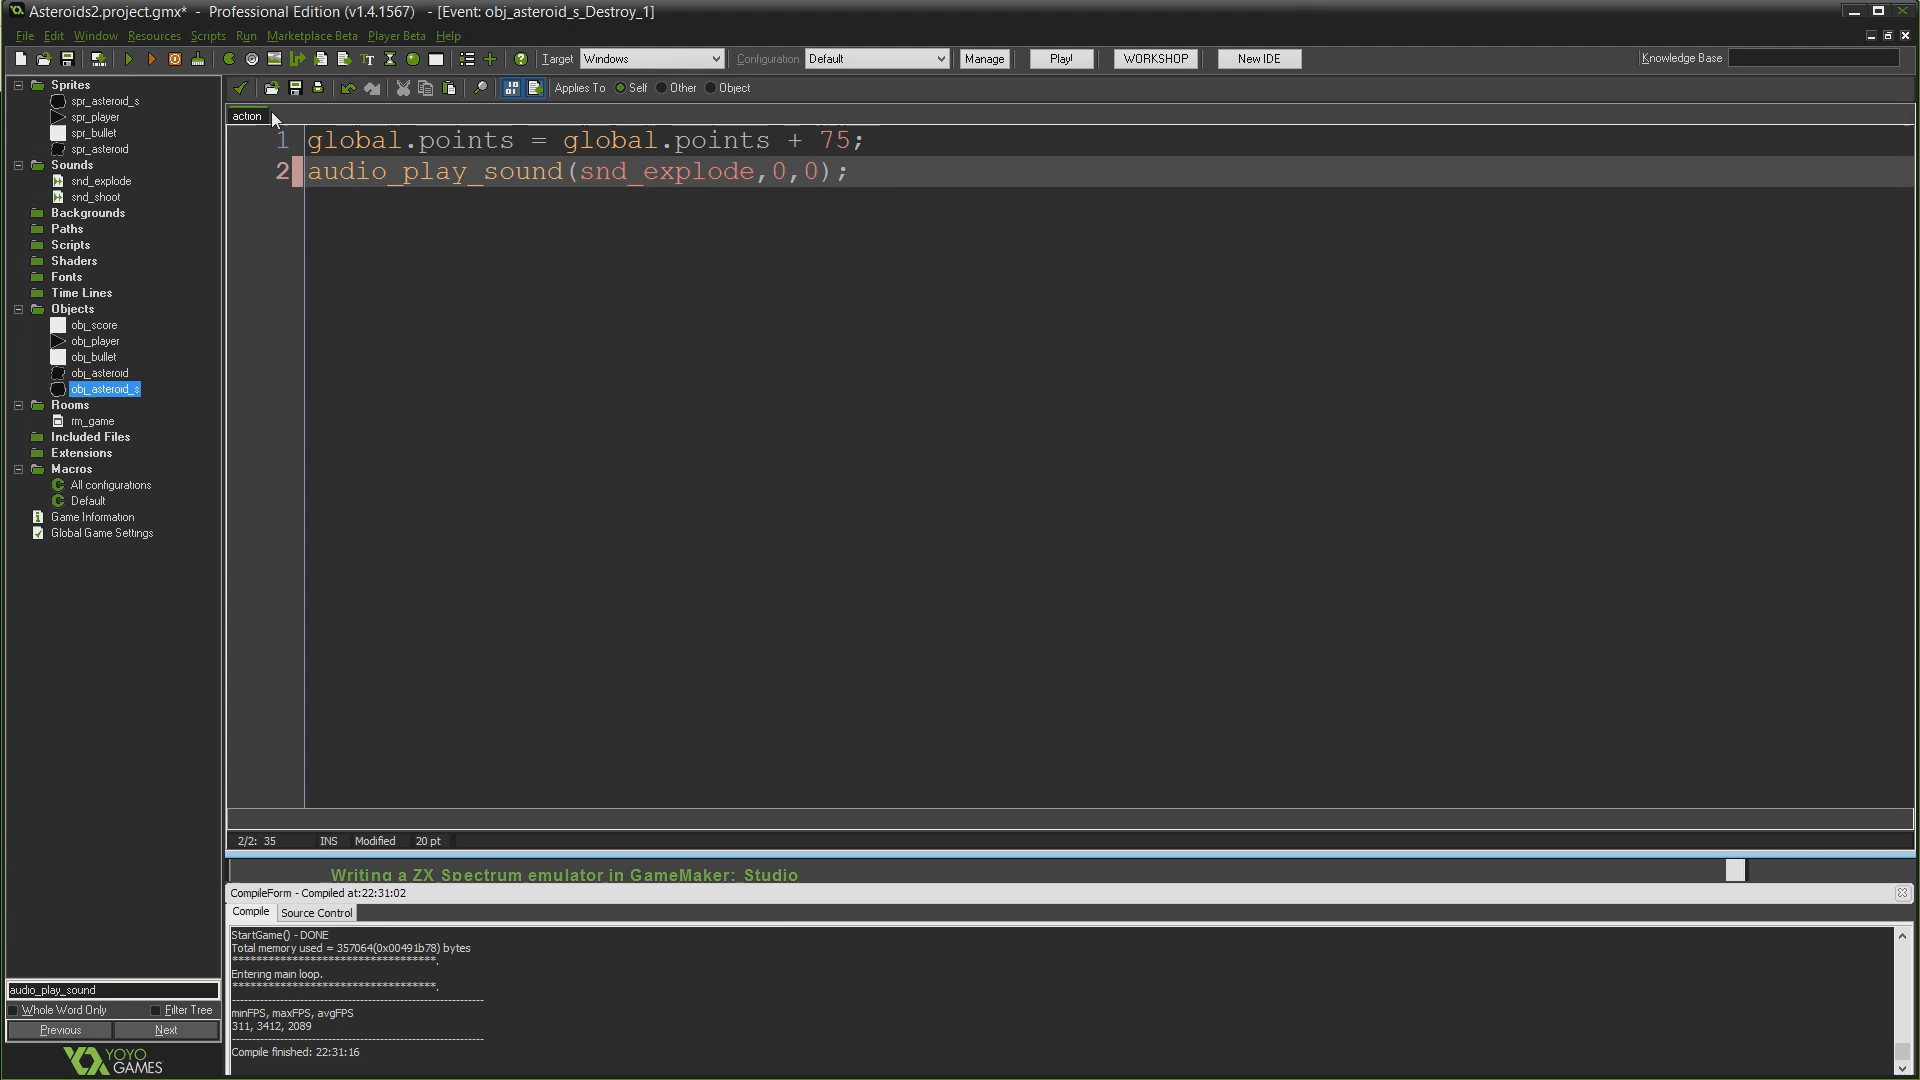 Asteroids2.project.gmx* - Professional Edition (v1.4.1567) - [Event: obj_asteroid_s_Destroy_1]
File Edit Window Resources Scripts Run Marketplace Beta Player Beta Help
Target Windows Configuration Default Manage Play! WORKSHOP New IDE Knowledge Base
Applies To Self Other Object
action
1 global.points = global.points + 75;
2 audio_play_sound(snd_explode,0,0);
Sprites
spr_asteroid_s
spr_player
spr_bullet
spr_asteroid
Sounds
snd_explode
snd_shoot
Backgrounds
Paths
Scripts
Shaders
Fonts
Time Lines
Objects
obj_score
obj_player
obj_bullet
obj_asteroid
obj_asteroid_s
Rooms
rm_game
Included Files
Extensions
Macros
All configurations
Default
Game Information
Global Game Settings
audio_play_sound
Whole Word Only Filter Tree
Previous Next
YOYO
GAMES
2/2: 35 INS Modified 20 pt
Writing a ZX Spectrum emulator in GameMaker: Studio
CompileForm - Compiled at:22:31:02
Compile Source Control
StartGame() - DONE
Total memory used = 357064(0x00491b78) bytes
**********************************.
Entering main loop.
**********************************.
------------------------------------------------------------
minFPS, maxFPS, avgFPS
311, 3412, 2089
------------------------------------------------------------
Compile finished: 22:31:16